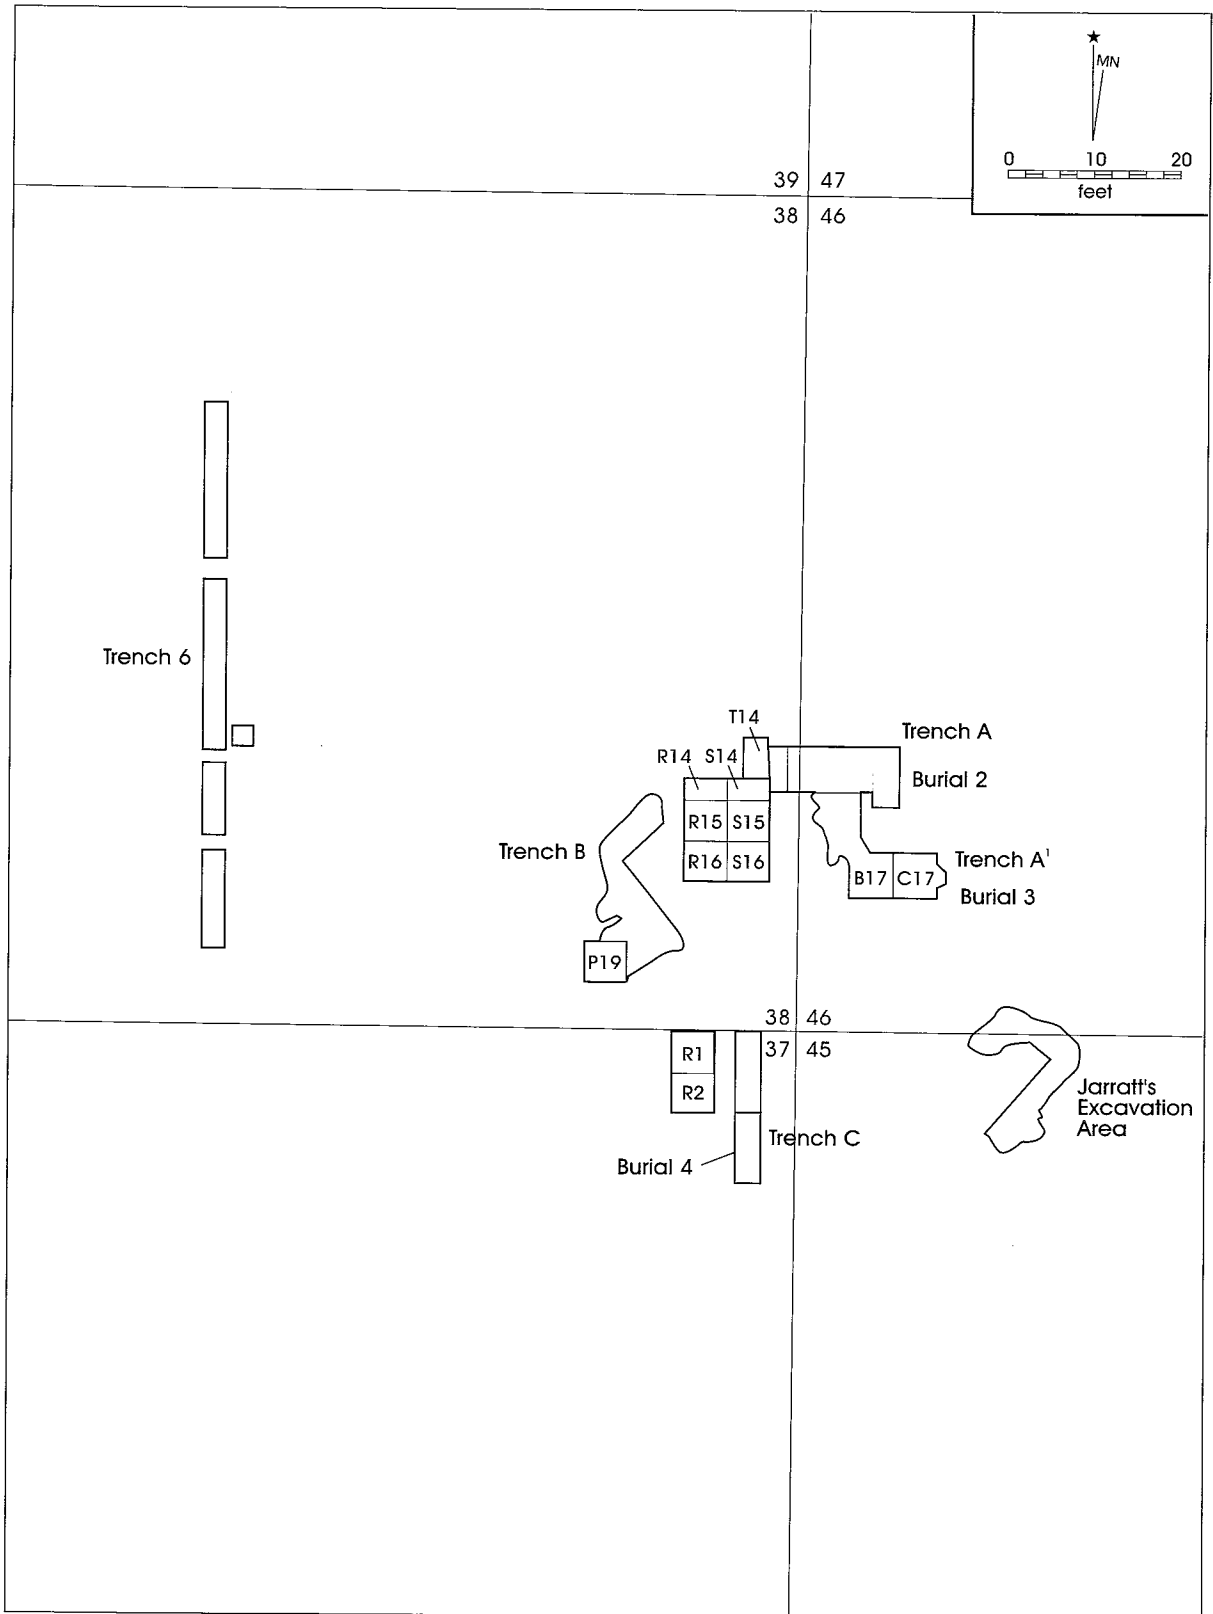 MN
0 10 20
feet
39 47
38 46
Trench 6
T14
Trench A
R14 S14
Burial 2
R15 S15
Trench B
R16 S16
Trench A¹
B17 C17
Burial 3
P19
38 46
R1
37 45
R2
Jarratt's
Excavation
Area
Trench C
Burial 4